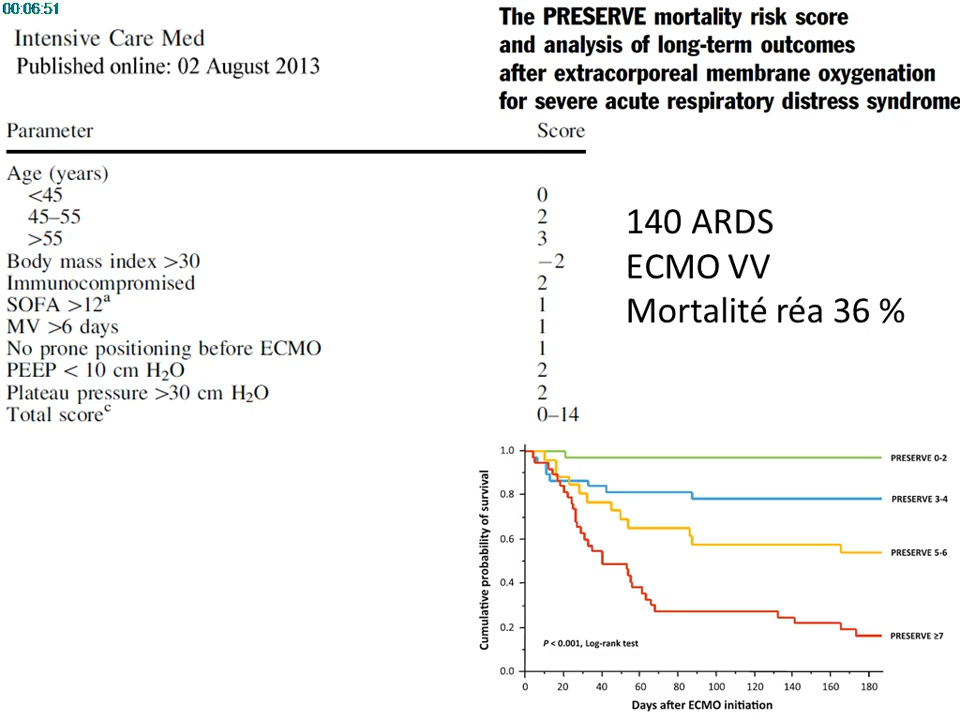 00:06:51
Intensive Care Med
Published online: 02 August 2013
The PRESERVE mortality risk score
and analysis of long-term outcomes
after extracorporeal membrane oxygenation
for severe acute respiratory distress syndrome
Parameter Score
Age (years)
<45 0
45–55 2
>55 3
Body mass index >30 −2
Immunocompromised 2
SOFA >12a 1
MV >6 days 1
No prone positioning before ECMO 1
PEEP < 10 cm H2O 2
Plateau pressure >30 cm H2O 2
Total scorec 0–14
140 ARDS
ECMO VV
Mortalité réa 36 %
Cumulative probability of survival
1.0
0.8
0.6
0.4
0.2
0.0
PRESERVE 0-2
PRESERVE 3-4
PRESERVE 5-6
PRESERVE ≥7
P < 0.001, Log-rank test
0 20 40 60 80 100 120 140 160 180
Days after ECMO initiation